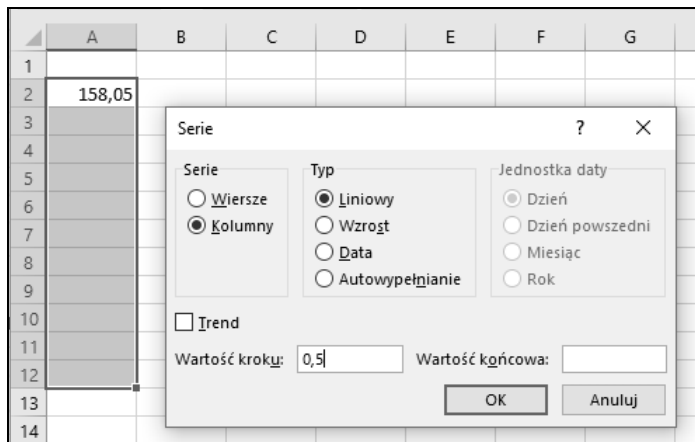 A B C D E F G
1
2 158,05
3
4
5
6
7
8
9
10
11
12
13
14
Serie ? X
Serie
Wiersze
Kolumny
Typ
Liniowy
Wzrost
Data
Autowypełnianie
Jednostka daty
Dzień
Dzień powszedni
Miesiąc
Rok
Trend
Wartość kroku: 0,5 Wartość końcowa:
OK Anuluj